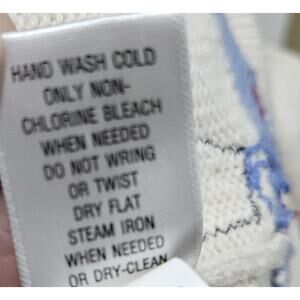 HAND WASH COLD
ONLY NON-
CHLORINE BLEACH
WHEN NEEDED
DO NOT WRING
OR TWIST
DRY FLAT
STEAM IRON
WHEN NEEDED
OR DRY-CLEAN